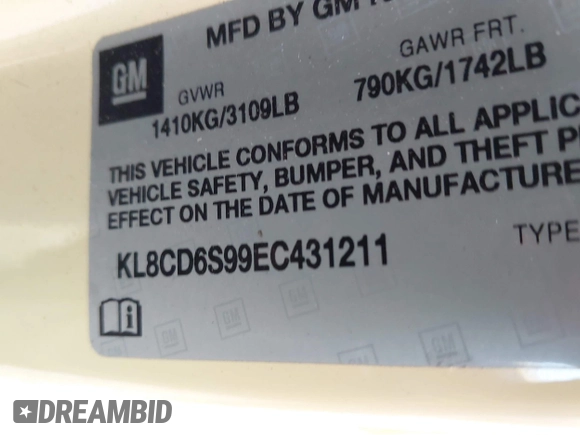 MFD BY GM
GM
GVWR
1410KG/3109LB
GAWR FRT.
790KG/1742LB
THIS VEHICLE CONFORMS TO ALL APPLIC
VEHICLE SAFETY, BUMPER, AND THEFT P
EFFECT ON THE DATE OF MANUFACTURE
KL8CD6S99EC431211
TYPE
DREAMBID